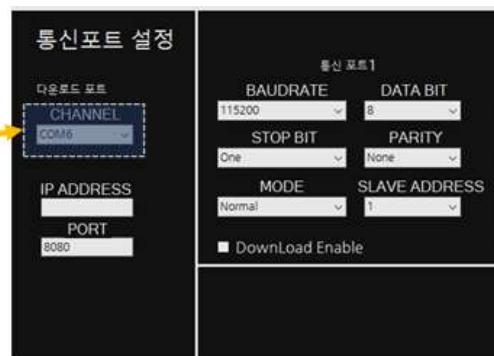 통신포트 설정
다운로드 포트
CHANNEL
COM6
IP ADDRESS
PORT
8080
통신 포트1
BAUDRATE DATA BIT
115200 8
STOP BIT PARITY
One None
MODE SLAVE ADDRESS
Normal 1
DownLoad Enable